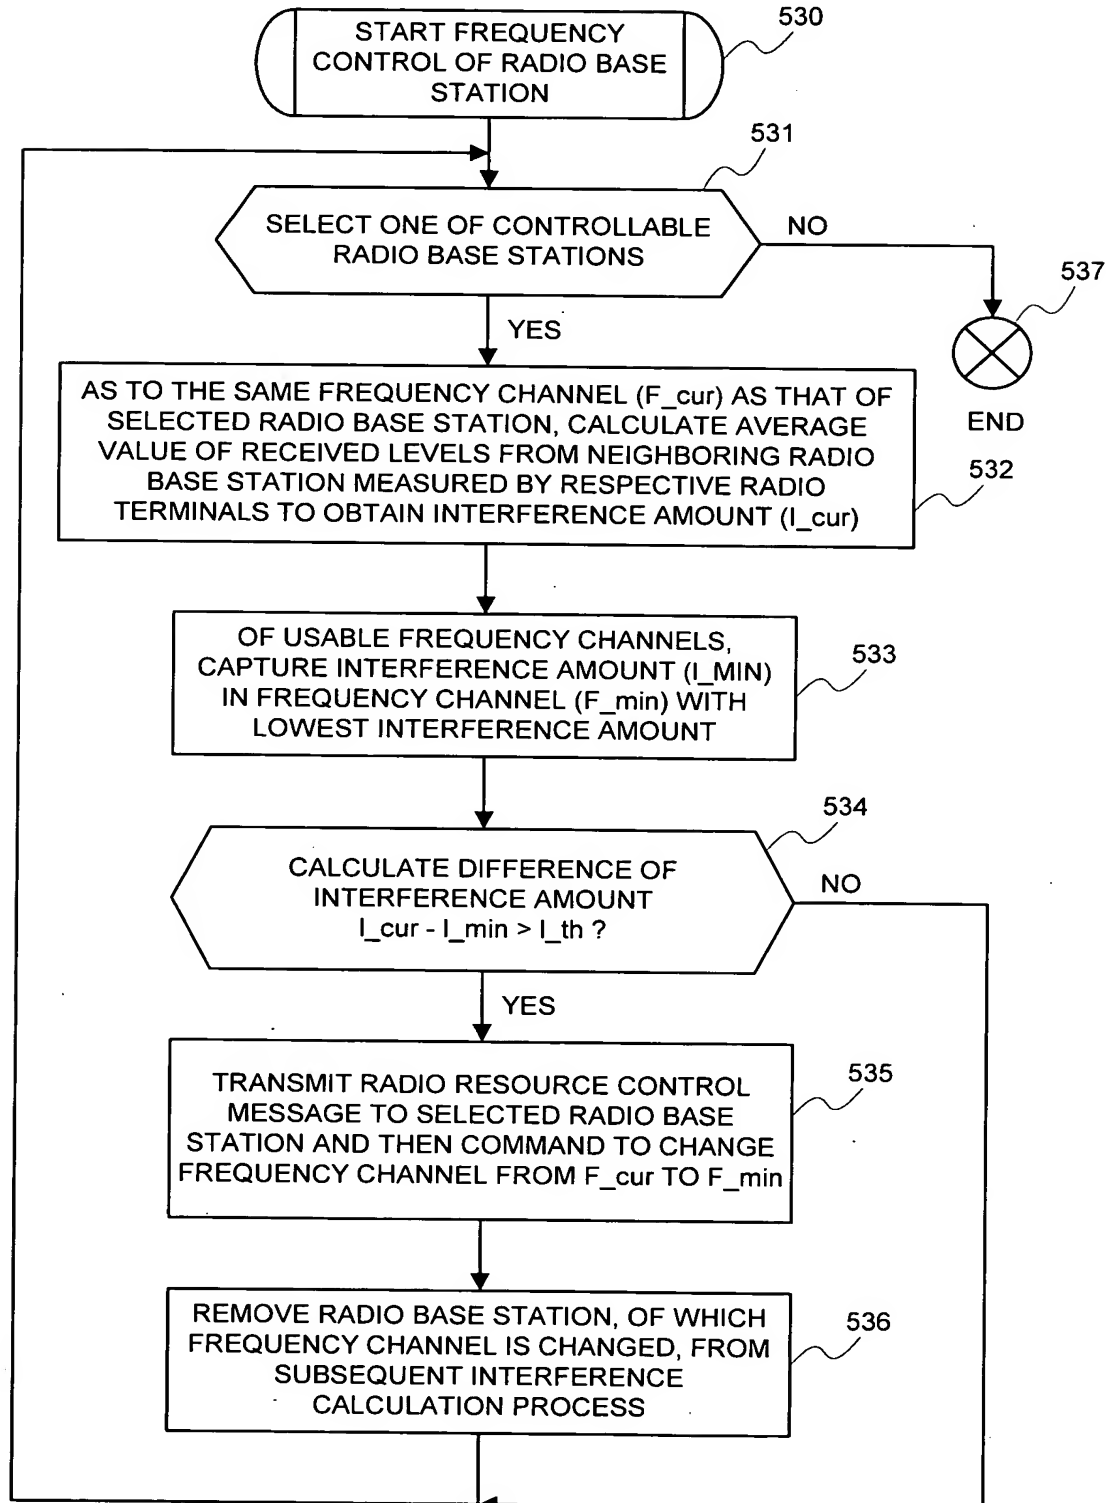 START FREQUENCY
CONTROL OF RADIO BASE
STATION
530
531
SELECT ONE OF CONTROLLABLE
RADIO BASE STATIONS
NO
537
YES
END
AS TO THE SAME FREQUENCY CHANNEL (F_cur) AS THAT OF
SELECTED RADIO BASE STATION, CALCULATE AVERAGE
VALUE OF RECEIVED LEVELS FROM NEIGHBORING RADIO
BASE STATION MEASURED BY RESPECTIVE RADIO
TERMINALS TO OBTAIN INTERFERENCE AMOUNT (I_cur)
532
OF USABLE FREQUENCY CHANNELS,
CAPTURE INTERFERENCE AMOUNT (I_MIN)
IN FREQUENCY CHANNEL (F_min) WITH
LOWEST INTERFERENCE AMOUNT
533
534
CALCULATE DIFFERENCE OF
INTERFERENCE AMOUNT
I_cur - I_min > I_th ?
NO
YES
TRANSMIT RADIO RESOURCE CONTROL
MESSAGE TO SELECTED RADIO BASE
STATION AND THEN COMMAND TO CHANGE
FREQUENCY CHANNEL FROM F_cur TO F_min
535
REMOVE RADIO BASE STATION, OF WHICH
FREQUENCY CHANNEL IS CHANGED, FROM
SUBSEQUENT INTERFERENCE
CALCULATION PROCESS
536